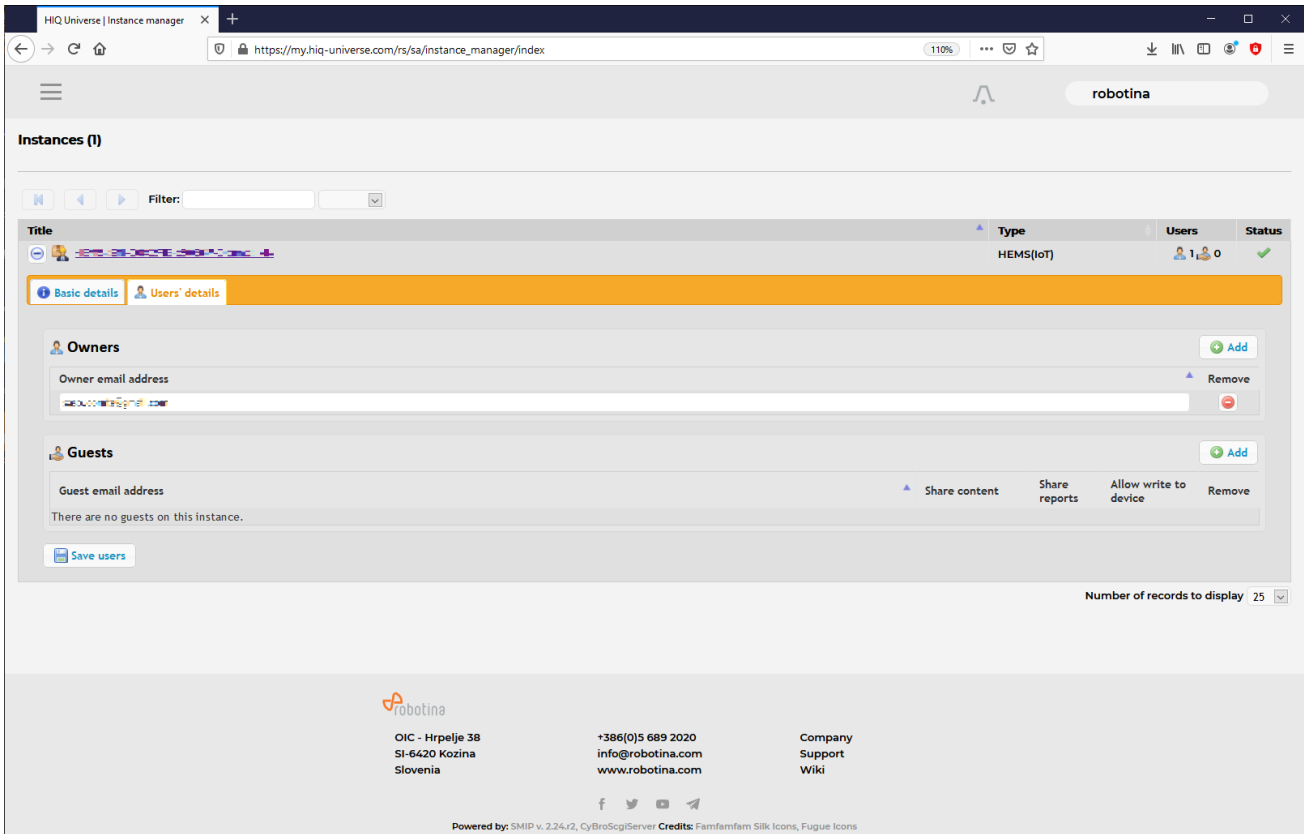 HIQ Universe | Instance manager
https://my.hiq-universe.com/rs/sa/instance_manager/index
110%
robotina
Instances (1)
Filter:
Title Type Users Status
HEMS(IoT) 1 0
Basic details Users' details
Owners
Add
Owner email address Remove
Guests
Add
Guest email address Share content Share reports Allow write to device Remove
There are no guests on this instance.
Save users
Number of records to display 25
robotina
OIC - Hrpelje 38 +386(0)5 689 2020 Company
SI-6420 Kozina info@robotina.com Support
Slovenia www.robotina.com Wiki
Powered by: SMIP v. 2.24.r2, CyBroScgiServer Credits: Famfamfam Silk Icons, Fugue Icons